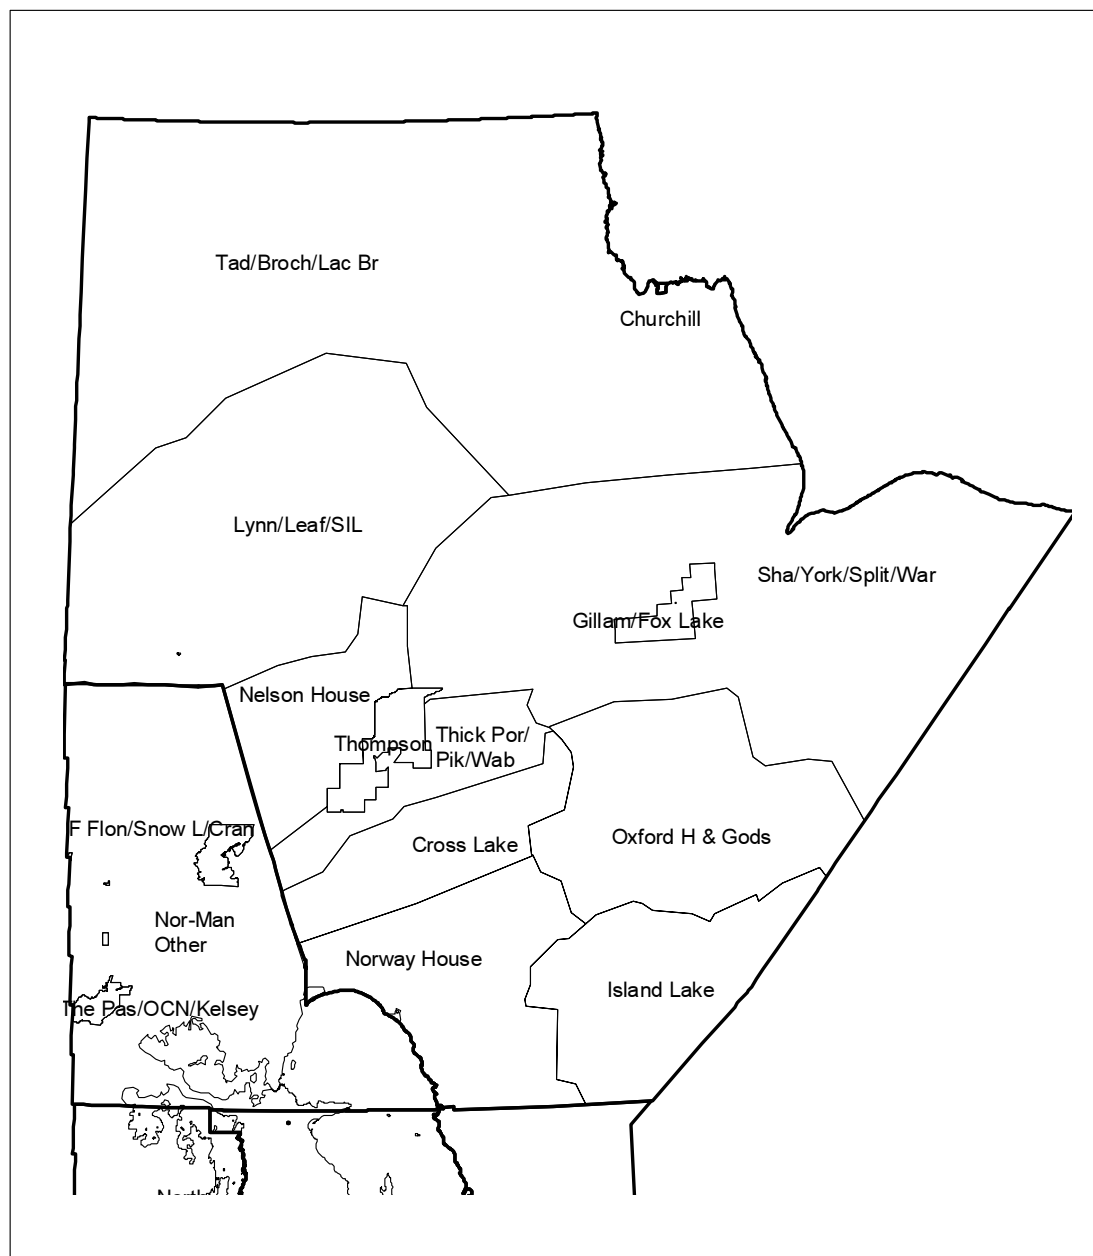 Tad/Broch/Lac Br
Churchill
Lynn/Leaf/SIL
Sha/York/Split/War
Gillam/Fox Lake
Nelson House
Thompson
Thick Por/
Pik/Wab
F Flon/Snow L/Cran
Cross Lake
Oxford H & Gods
Nor-Man
Other
Norway House
Island Lake
The Pas/OCN/Kelsey